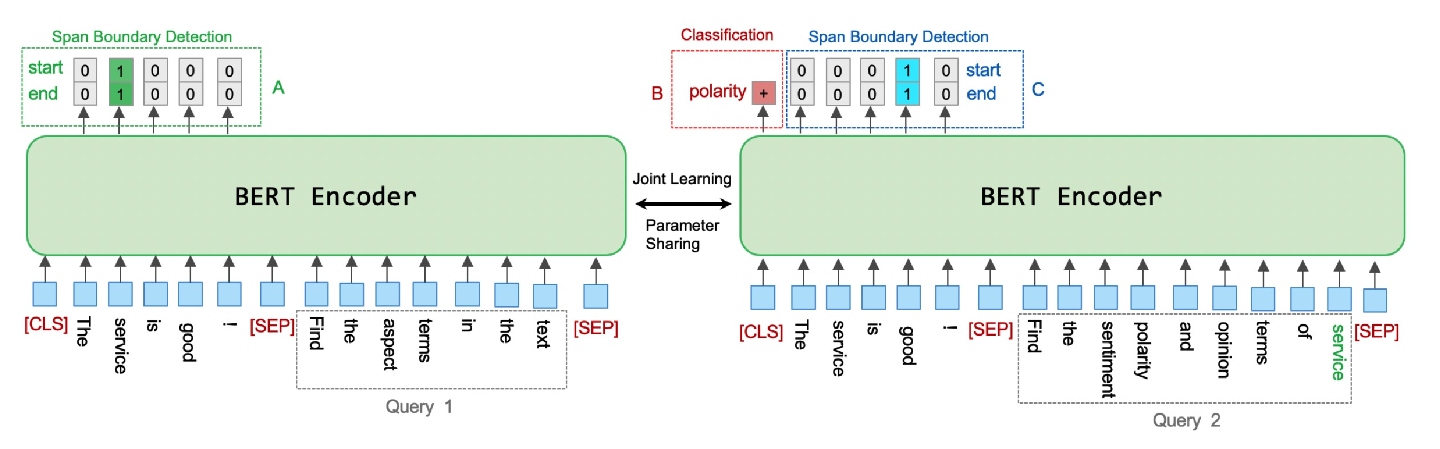 Span Boundary Detection
start 0 1 0 0 0
end 0 1 0 0 0
A
BERT Encoder
[CLS] The service is good ! [SEP] Find the aspect terms in the text [SEP]
Query 1
Joint Learning
Parameter
Sharing
Classification
B
polarity +
Span Boundary Detection
0 0 0 1 0 start
0 0 0 1 0 end
C
BERT Encoder
[CLS] The service is good ! [SEP] Find the sentiment polarity and opinion terms of service [SEP]
Query 2